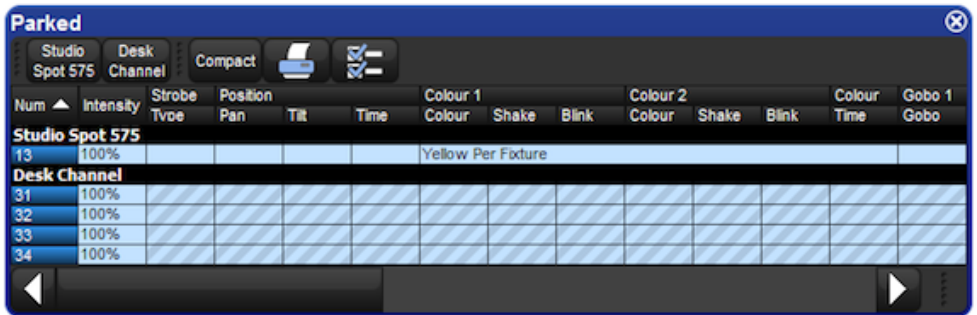 Parked
Studio Spot 575 Desk Channel Compact
Num Intensity Strobe Position Colour 1 Colour 2 Colour Gobo 1
Type Pan Tilt Time Colour Shake Blink Colour Shake Blink Time Gobo
Studio Spot 575
13 100% Yellow Per Fixture
Desk Channel
31 100%
32 100%
33 100%
34 100%